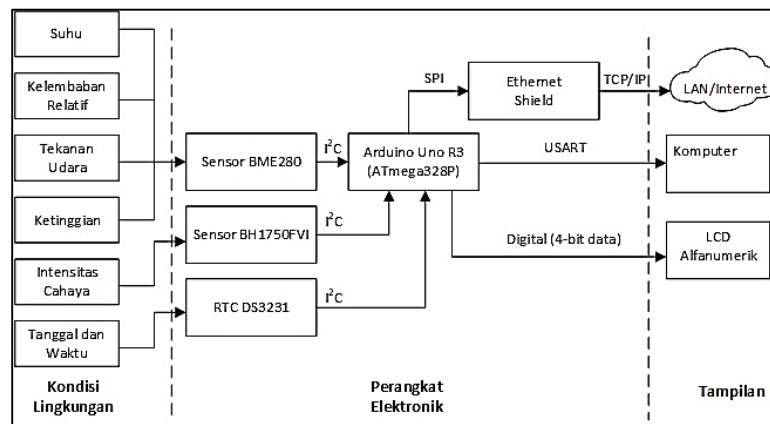 Suhu
Kelembaban
Relatif
Tekanan
Udara
Ketinggian
Intensitas
Cahaya
Tanggal dan
Waktu
Kondisi
Lingkungan
Sensor BME280
I²C
Sensor BH1750FVI
I²C
RTC DS3231
I²C
Arduino Uno R3
(ATmega328P)
SPI
Ethernet
Shield
TCP/IP
USART
Digital (4-bit data)
Perangkat
Elektronik
LAN/Internet
Komputer
LCD
Alfanumerik
Tampilan